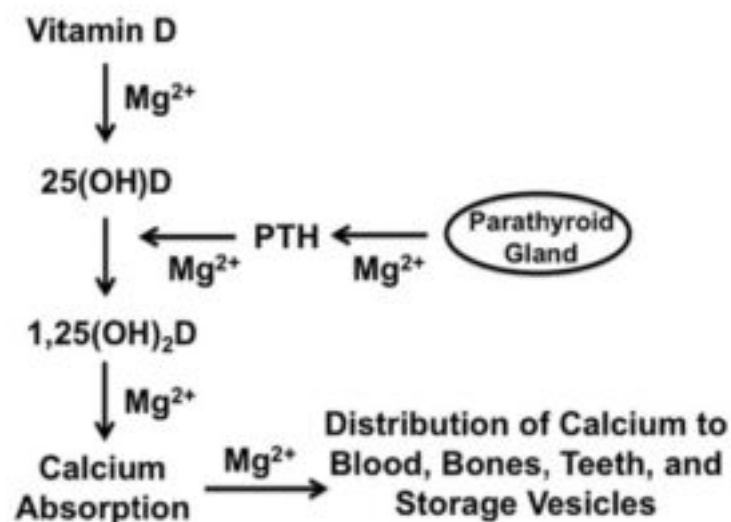 Vitamin D
Mg²⁺
25(OH)D
PTH
Mg²⁺
Mg²⁺
Parathyroid
Gland
1,25(OH)₂D
Mg²⁺
Calcium
Absorption
Mg²⁺
Distribution of Calcium to
Blood, Bones, Teeth, and
Storage Vesicles